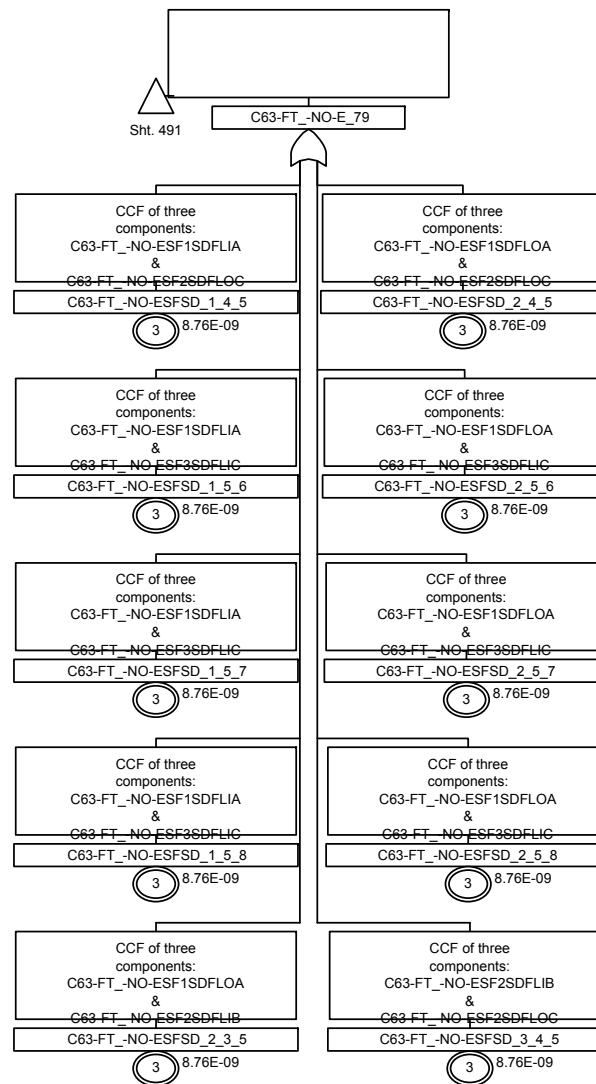 Sht. 491
C63-FT_-NO-E_79
CCF of three
components:
C63-FT_-NO-ESF1SDFLIA
&
C63-FT_-NO-ESF2SDFLOC
C63-FT_-NO-ESFSD_1_4_5
3
8.76E-09
CCF of three
components:
C63-FT_-NO-ESF1SDFLOA
&
C63-FT_-NO-ESF2SDFLOC
C63-FT_-NO-ESFSD_2_4_5
3
8.76E-09
CCF of three
components:
C63-FT_-NO-ESF1SDFLIA
&
C63-FT_-NO-ESF3SDFLIC
C63-FT_-NO-ESFSD_1_5_6
3
8.76E-09
CCF of three
components:
C63-FT_-NO-ESF1SDFLOA
&
C63-FT_-NO-ESF3SDFLIC
C63-FT_-NO-ESFSD_2_5_6
3
8.76E-09
CCF of three
components:
C63-FT_-NO-ESF1SDFLIA
&
C63-FT_-NO-ESF3SDFLIC
C63-FT_-NO-ESFSD_1_5_7
3
8.76E-09
CCF of three
components:
C63-FT_-NO-ESF1SDFLOA
&
C63-FT_-NO-ESF3SDFLIC
C63-FT_-NO-ESFSD_2_5_7
3
8.76E-09
CCF of three
components:
C63-FT_-NO-ESF1SDFLIA
&
C63-FT_-NO-ESF3SDFLIC
C63-FT_-NO-ESFSD_1_5_8
3
8.76E-09
CCF of three
components:
C63-FT_-NO-ESF1SDFLOA
&
C63-FT_-NO-ESF3SDFLIC
C63-FT_-NO-ESFSD_2_5_8
3
8.76E-09
CCF of three
components:
C63-FT_-NO-ESF1SDFLOA
&
C63-FT_-NO-ESF2SDFLIB
C63-FT_-NO-ESFSD_2_3_5
3
8.76E-09
CCF of three
components:
C63-FT_-NO-ESF2SDFLIB
&
C63-FT_-NO-ESF2SDFLOC
C63-FT_-NO-ESFSD_3_4_5
3
8.76E-09